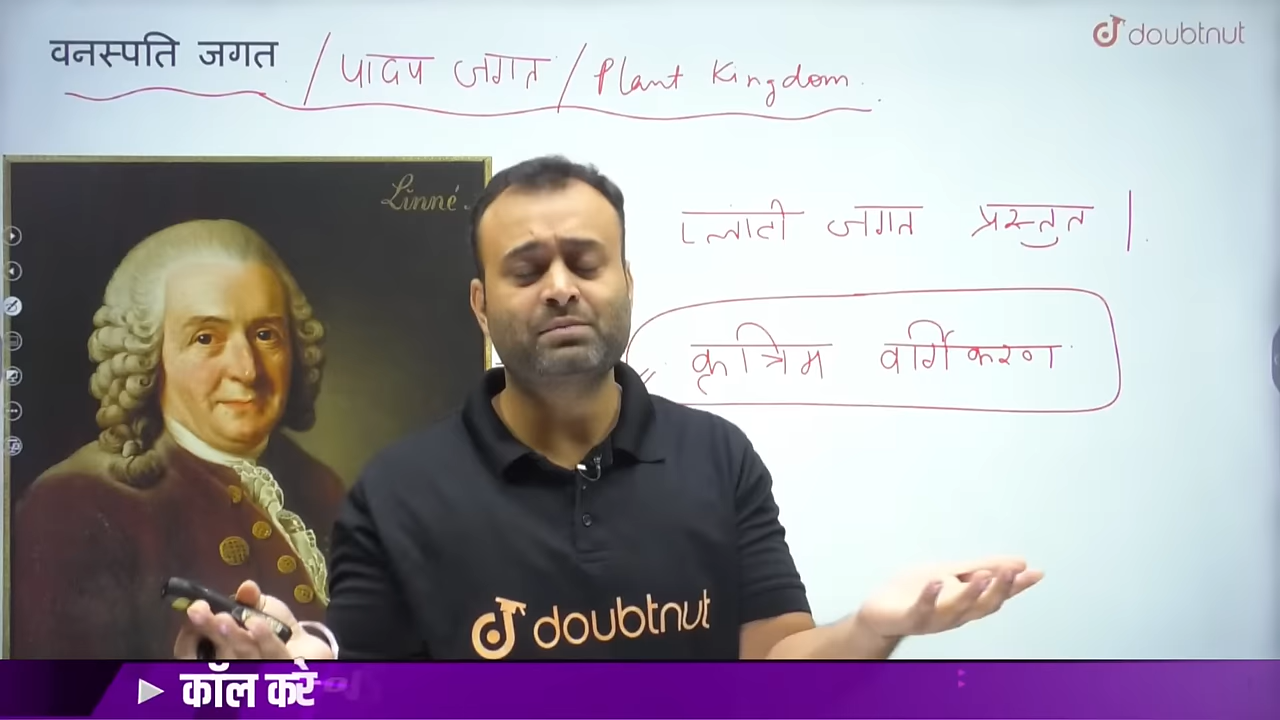 वनस्पति जगत / पादप जगत / Plant Kingdom.
doubtnut
Linné.
प्लांटी जगत प्रस्तुत |
कृत्रिम वर्गिकरण
doubtnut
कॉल करे